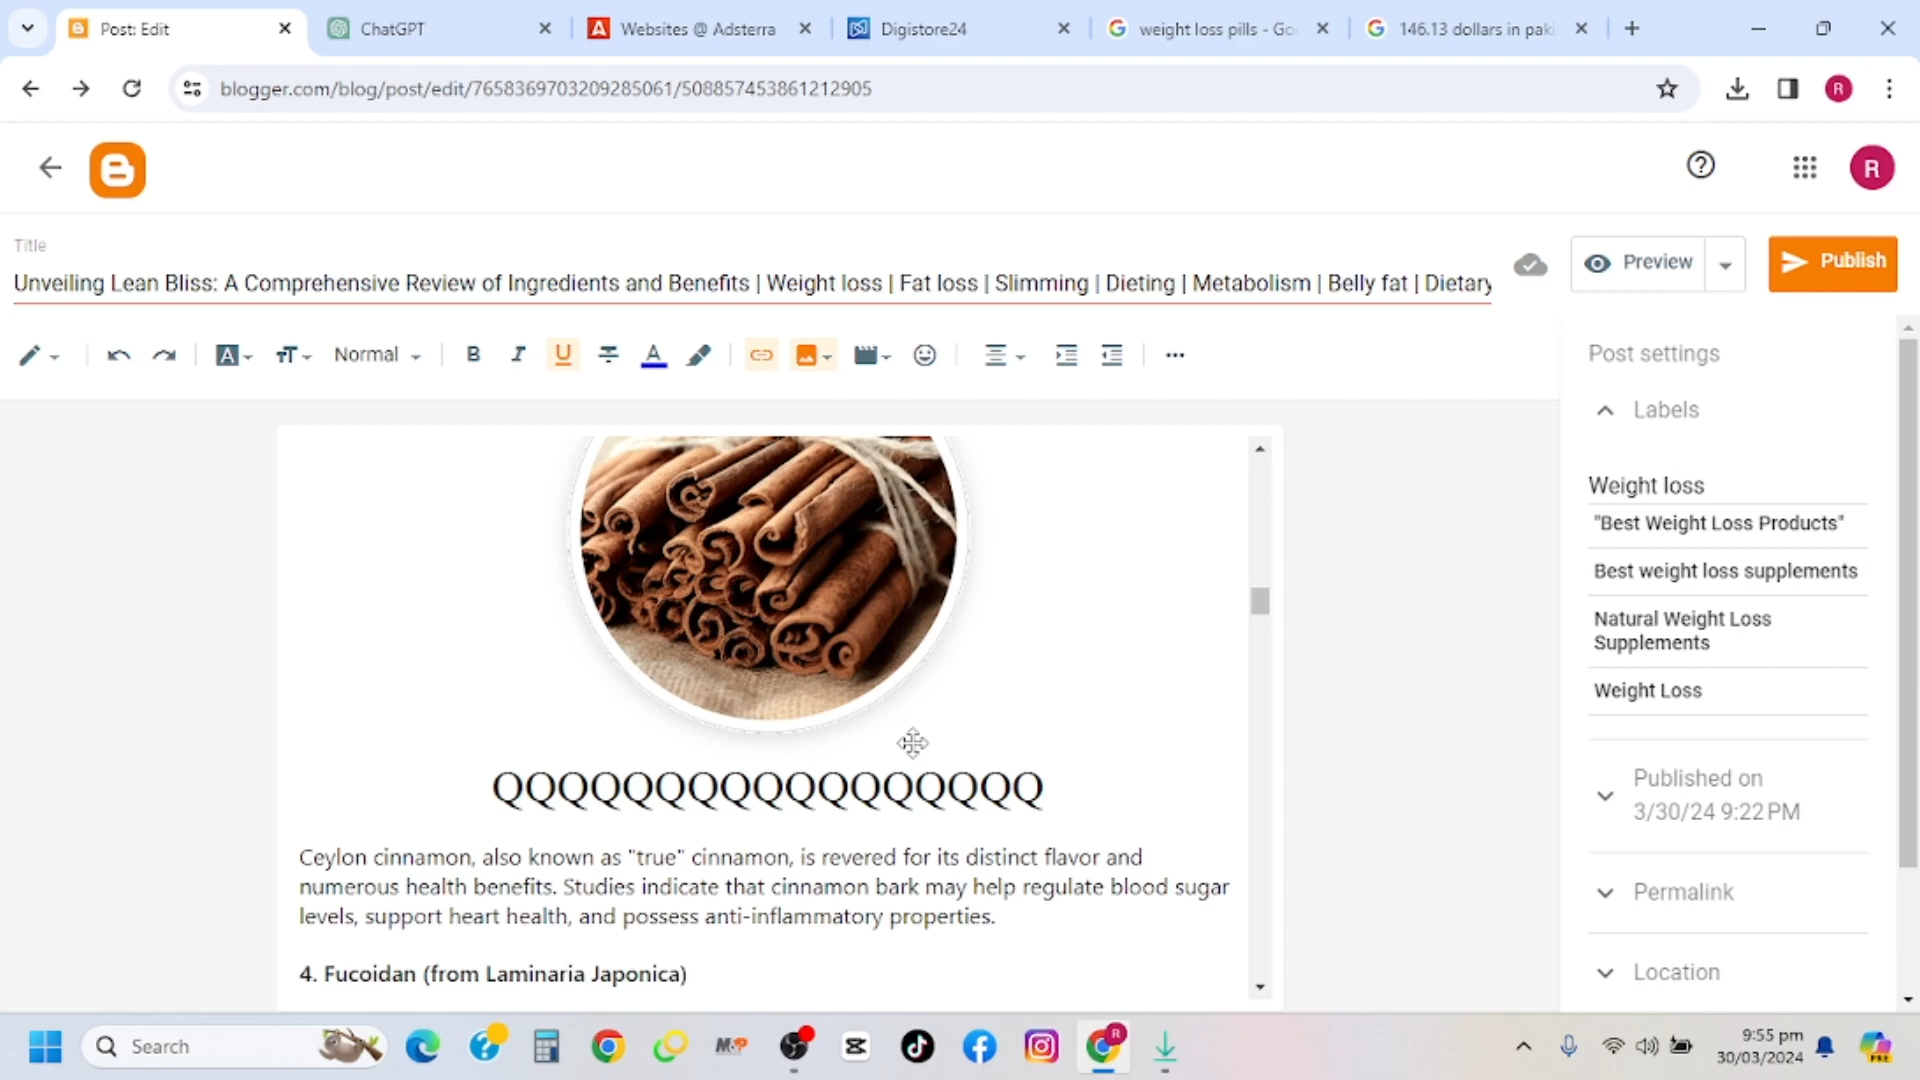 Post: Edit
ChatGPT
Websites @ Adsterra
Digistore24
weight loss pills - Goo
146.13 dollars in paki
blogger.com/blog/post/edit/7658369703209285061/508857453861212905
R
R
Title
Unveiling Lean Bliss: A Comprehensive Review of Ingredients and Benefits | Weight loss | Fat loss | Slimming | Dieting | Metabolism | Belly fat | Dietary
Preview
Publish
Normal
B
I
U
A
Post settings
Labels
Weight loss
"Best Weight Loss Products"
Best weight loss supplements
Natural Weight Loss
Supplements
Weight Loss
Published on
3/30/24 9:22 PM
Permalink
Location
QQQQQQQQQQQQQQQQQ
Ceylon cinnamon, also known as "true" cinnamon, is revered for its distinct flavor and
numerous health benefits. Studies indicate that cinnamon bark may help regulate blood sugar
levels, support heart health, and possess anti-inflammatory properties.
4. Fucoidan (from Laminaria Japonica)
Search
R
9:55 pm
30/03/2024
PRE